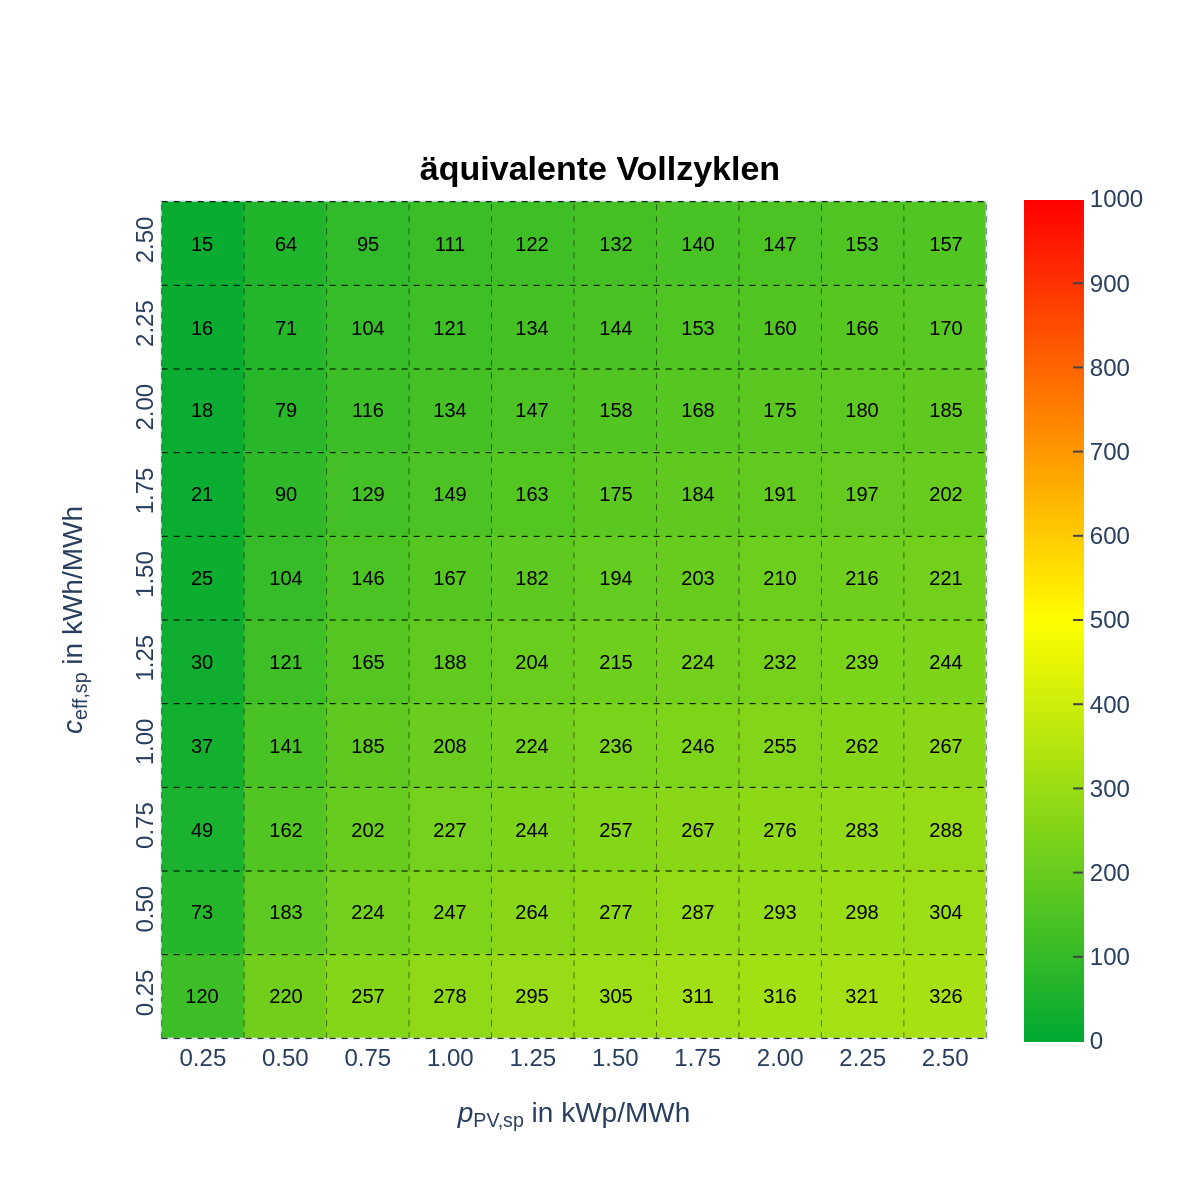 äquivalente Vollzyklen
2.50 15 64 95 111 122 132 140 147 153 157
2.25 16 71 104 121 134 144 153 160 166 170
2.00 18 79 116 134 147 158 168 175 180 185
1.75 21 90 129 149 163 175 184 191 197 202
1.50 25 104 146 167 182 194 203 210 216 221
1.25 30 121 165 188 204 215 224 232 239 244
1.00 37 141 185 208 224 236 246 255 262 267
0.75 49 162 202 227 244 257 267 276 283 288
0.50 73 183 224 247 264 277 287 293 298 304
0.25 120 220 257 278 295 305 311 316 321 326
0.25 0.50 0.75 1.00 1.25 1.50 1.75 2.00 2.25 2.50
pPV,sp in kWp/MWh
ceff,sp in kWh/MWh
1000
900
800
700
600
500
400
300
200
100
0